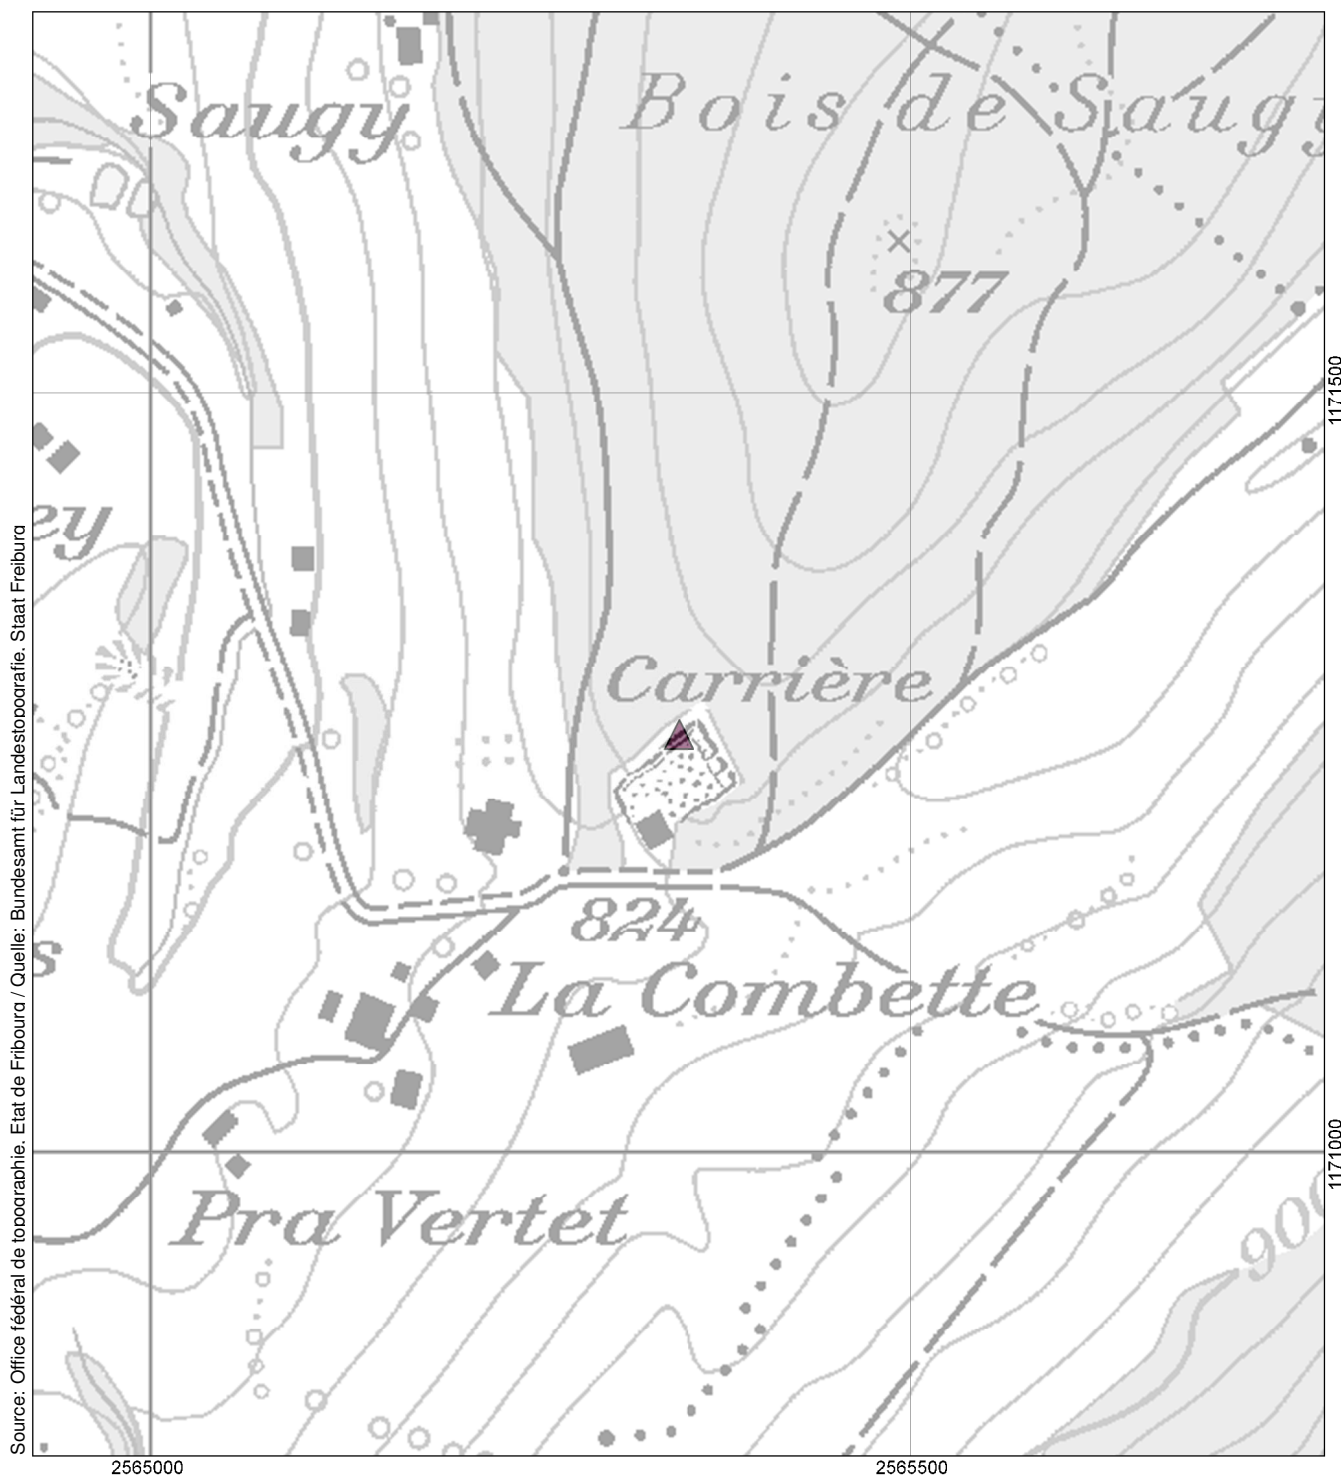 Saugy
Bois de Saugy
877
1171500
ey
Carrière
824
La Combette
s
1171000
Pra Vertet
900
2565000
2565500
Source: Office fédéral de topographie, Etat de Fribourg / Quelle: Bundesamt für Landestopografie, Staat Freiburg